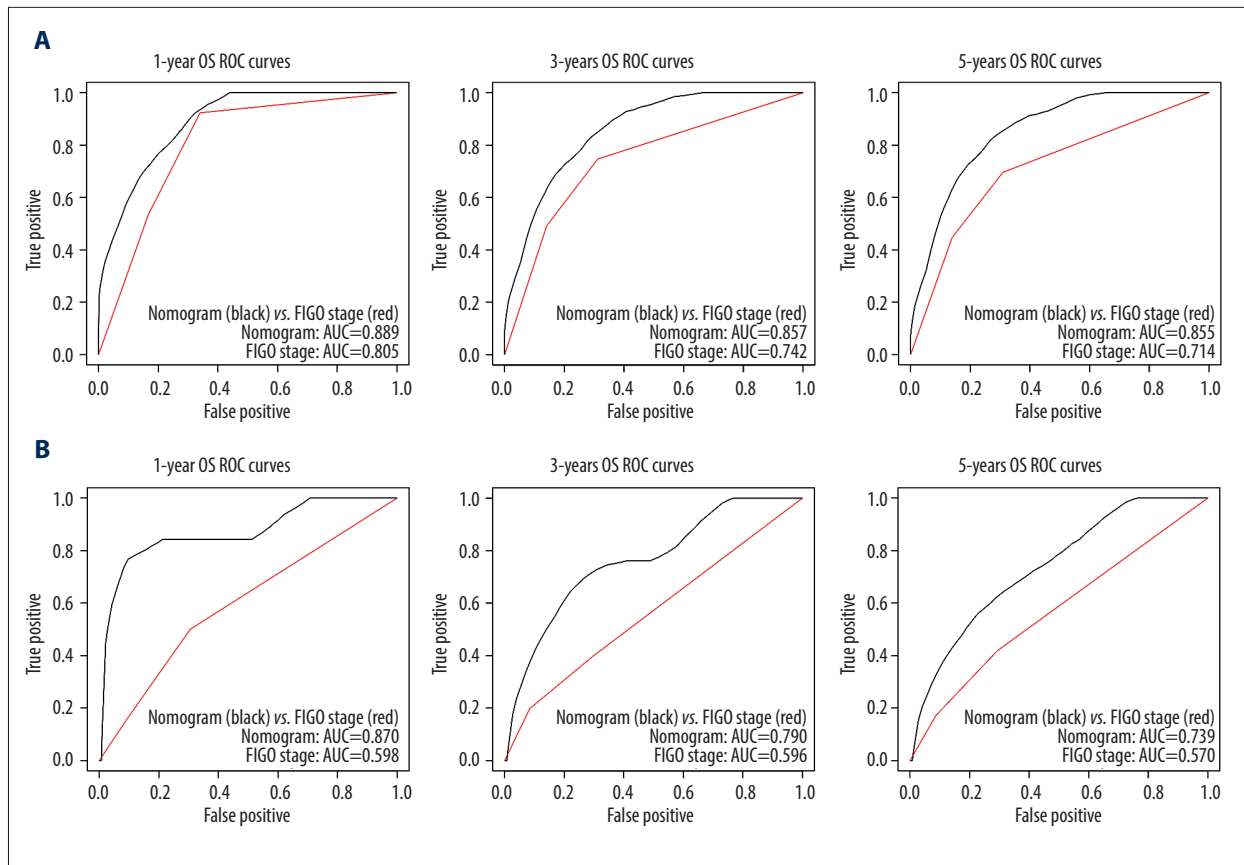 A
1-year OS ROC curves
1.0
0.8
0.6
0.4
0.2
0.0
True positive
Nomogram (black) vs. FIGO stage (red)
Nomogram: AUC=0.889
FIGO stage: AUC=0.805
0.0 0.2 0.4 0.6 0.8 1.0
False positive
3-years OS ROC curves
1.0
0.8
0.6
0.4
0.2
0.0
True positive
Nomogram (black) vs. FIGO stage (red)
Nomogram: AUC=0.857
FIGO stage: AUC=0.742
0.0 0.2 0.4 0.6 0.8 1.0
False positive
5-years OS ROC curves
1.0
0.8
0.6
0.4
0.2
0.0
True positive
Nomogram (black) vs. FIGO stage (red)
Nomogram: AUC=0.855
FIGO stage: AUC=0.714
0.0 0.2 0.4 0.6 0.8 1.0
False positive
B
1-year OS ROC curves
1.0
0.8
0.6
0.4
0.2
0.0
True positive
Nomogram (black) vs. FIGO stage (red)
Nomogram: AUC=0.870
FIGO stage: AUC=0.598
0.0 0.2 0.4 0.6 0.8 1.0
False positive
3-years OS ROC curves
1.0
0.8
0.6
0.4
0.2
0.0
True positive
Nomogram (black) vs. FIGO stage (red)
Nomogram: AUC=0.790
FIGO stage: AUC=0.596
0.0 0.2 0.4 0.6 0.8 1.0
False positive
5-years OS ROC curves
1.0
0.8
0.6
0.4
0.2
0.0
True positive
Nomogram (black) vs. FIGO stage (red)
Nomogram: AUC=0.739
FIGO stage: AUC=0.570
0.0 0.2 0.4 0.6 0.8 1.0
False positive